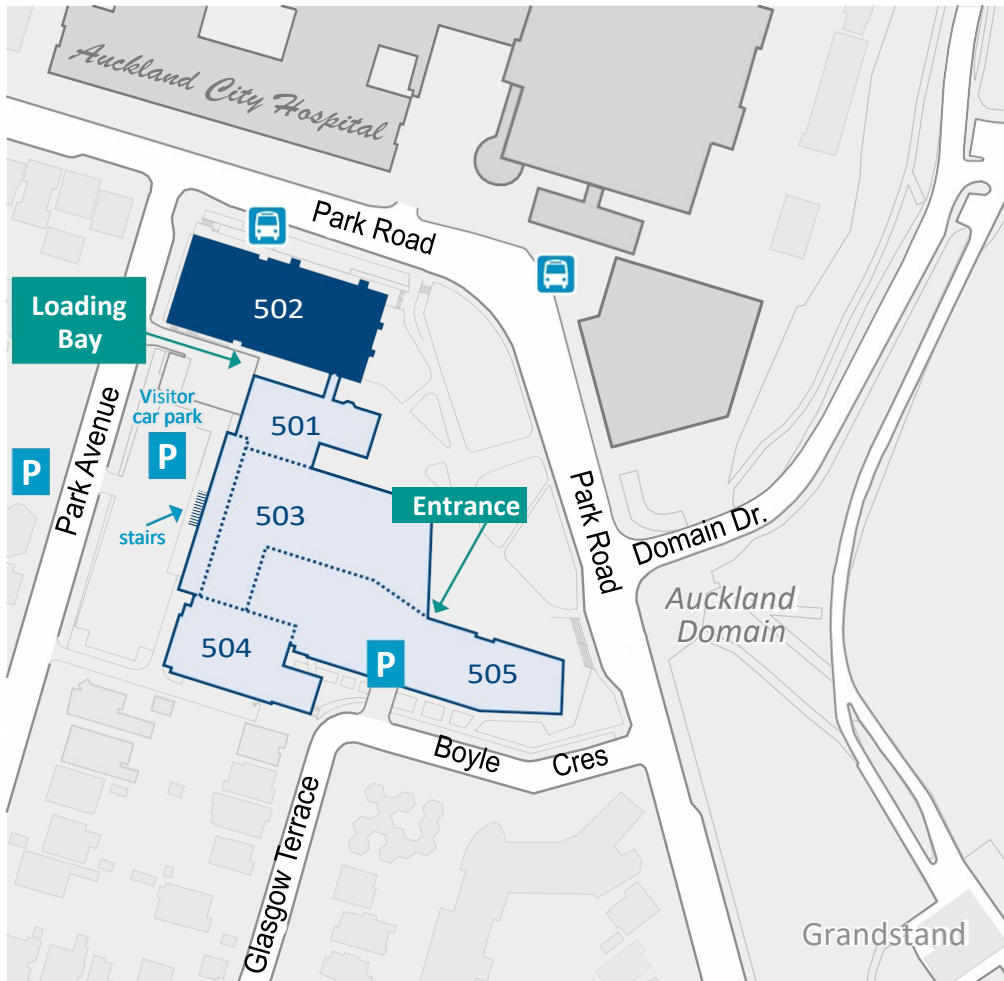 Auckland City Hospital
Park Road
502
Loading
Bay
Visitor
car park
P
P
501
Park Avenue
Entrance
503
stairs
Park Road
Domain Dr.
Auckland
Domain
504
P
505
Boyle Cres
Glasgow Terrace
Grandstand